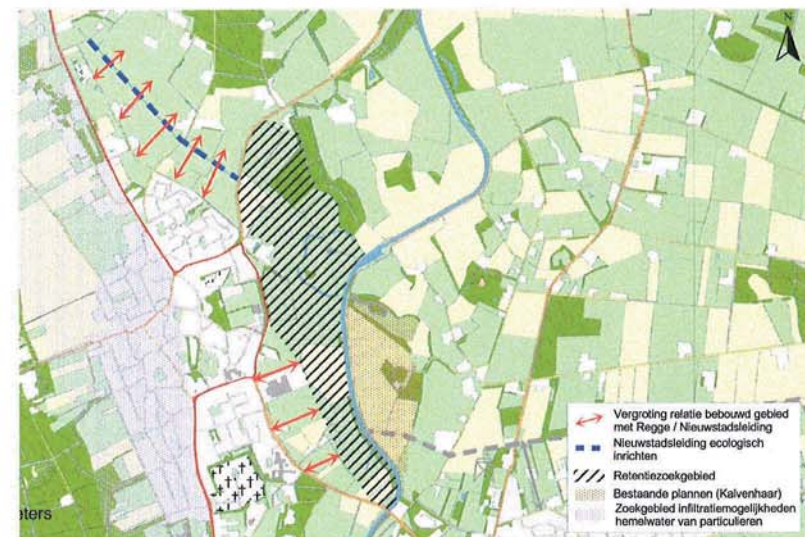 N
Vergroting relatie bebouwd gebied
met Regge / Nieuwstadsleiding
Nieuwstadsleiding ecologisch
inrichten
Retentiezoekgebied
Bestaande plannen (Kalvenhaar)
Zoekgebied infiltratiemogelijkheden
hemelwater van particulieren
eters